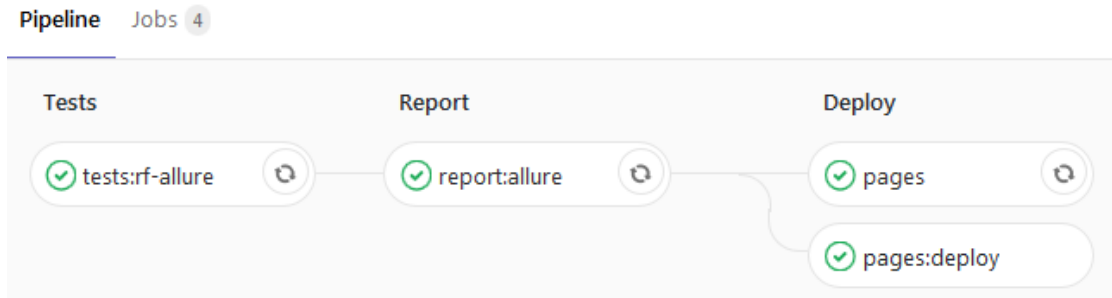 Pipeline Jobs 4
Tests Report Deploy
tests:rf-allure report:allure pages
pages:deploy